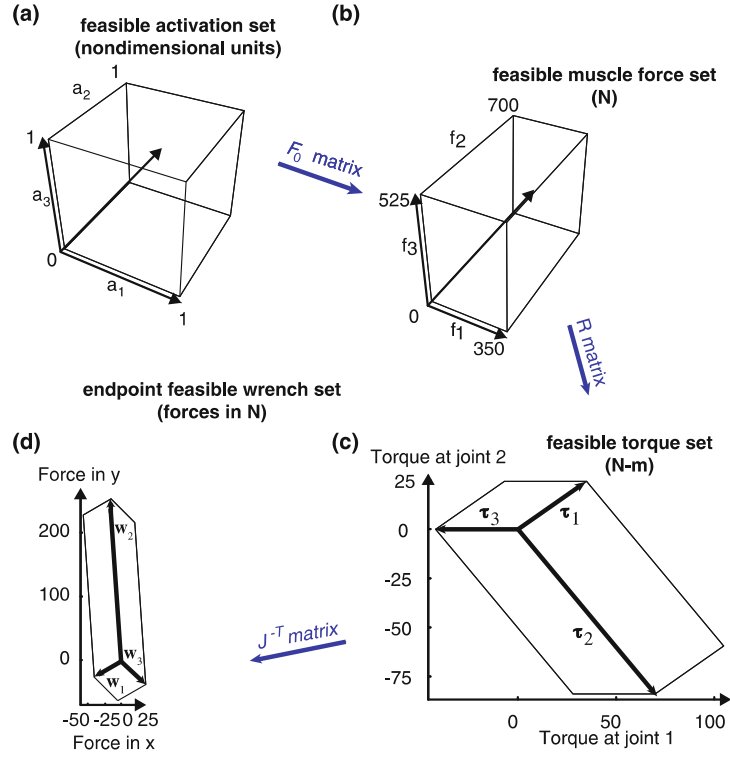 (a)
feasible activation set
(nondimensional units)
1
a2
1
a3
0
a1
1
F0 matrix
(b)
feasible muscle force set
(N)
700
f2
525
f3
0
f1
350
R matrix
(c)
feasible torque set
(N-m)
Torque at joint 2
25
0
-25
-50
-75
τ3
τ1
τ2
0
50
100
Torque at joint 1
J-T matrix
endpoint feasible wrench set
(forces in N)
(d)
Force in y
200
100
0
w2
w3
w1
-50
-25
0
25
Force in x